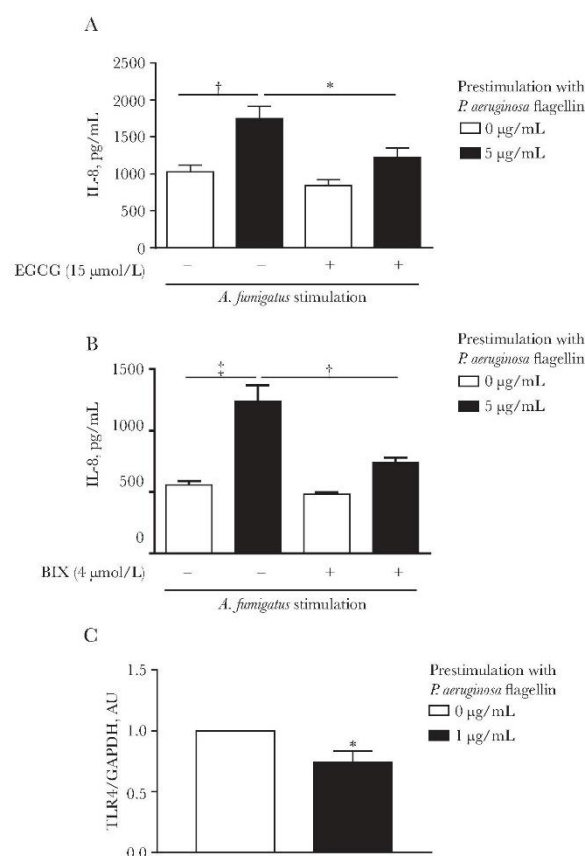 A
2500
2000
1500
1000
500
0
IL-8, pg/mL
† *
Prestimulation with
P. aeruginosa flagellin
0 µg/mL
5 µg/mL
EGCG (15 µmol/L) – – + +
A. fumigatus stimulation
B
1500
1000
500
0
IL-8, pg/mL
‡ †
Prestimulation with
P. aeruginosa flagellin
0 µg/mL
5 µg/mL
BIX (4 µmol/L) – – + +
A. fumigatus stimulation
C
1.5
1.0
0.5
0.0
TLR4/GAPDH, AU
*
Prestimulation with
P. aeruginosa flagellin
0 µg/mL
1 µg/mL